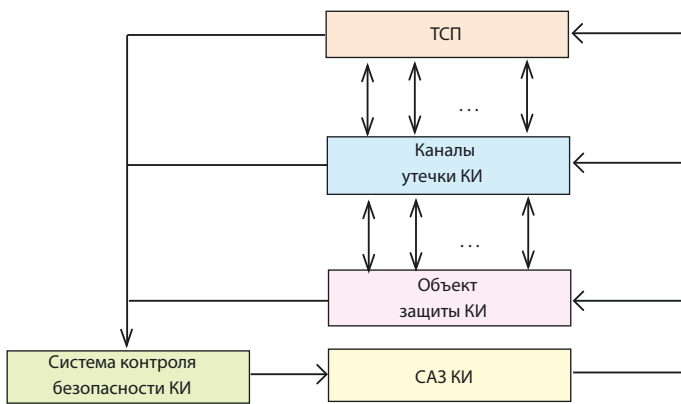 ТСП
...
Каналы
утечки КИ
...
Объект
защиты КИ
Система контроля
безопасности КИ
САЗ КИ